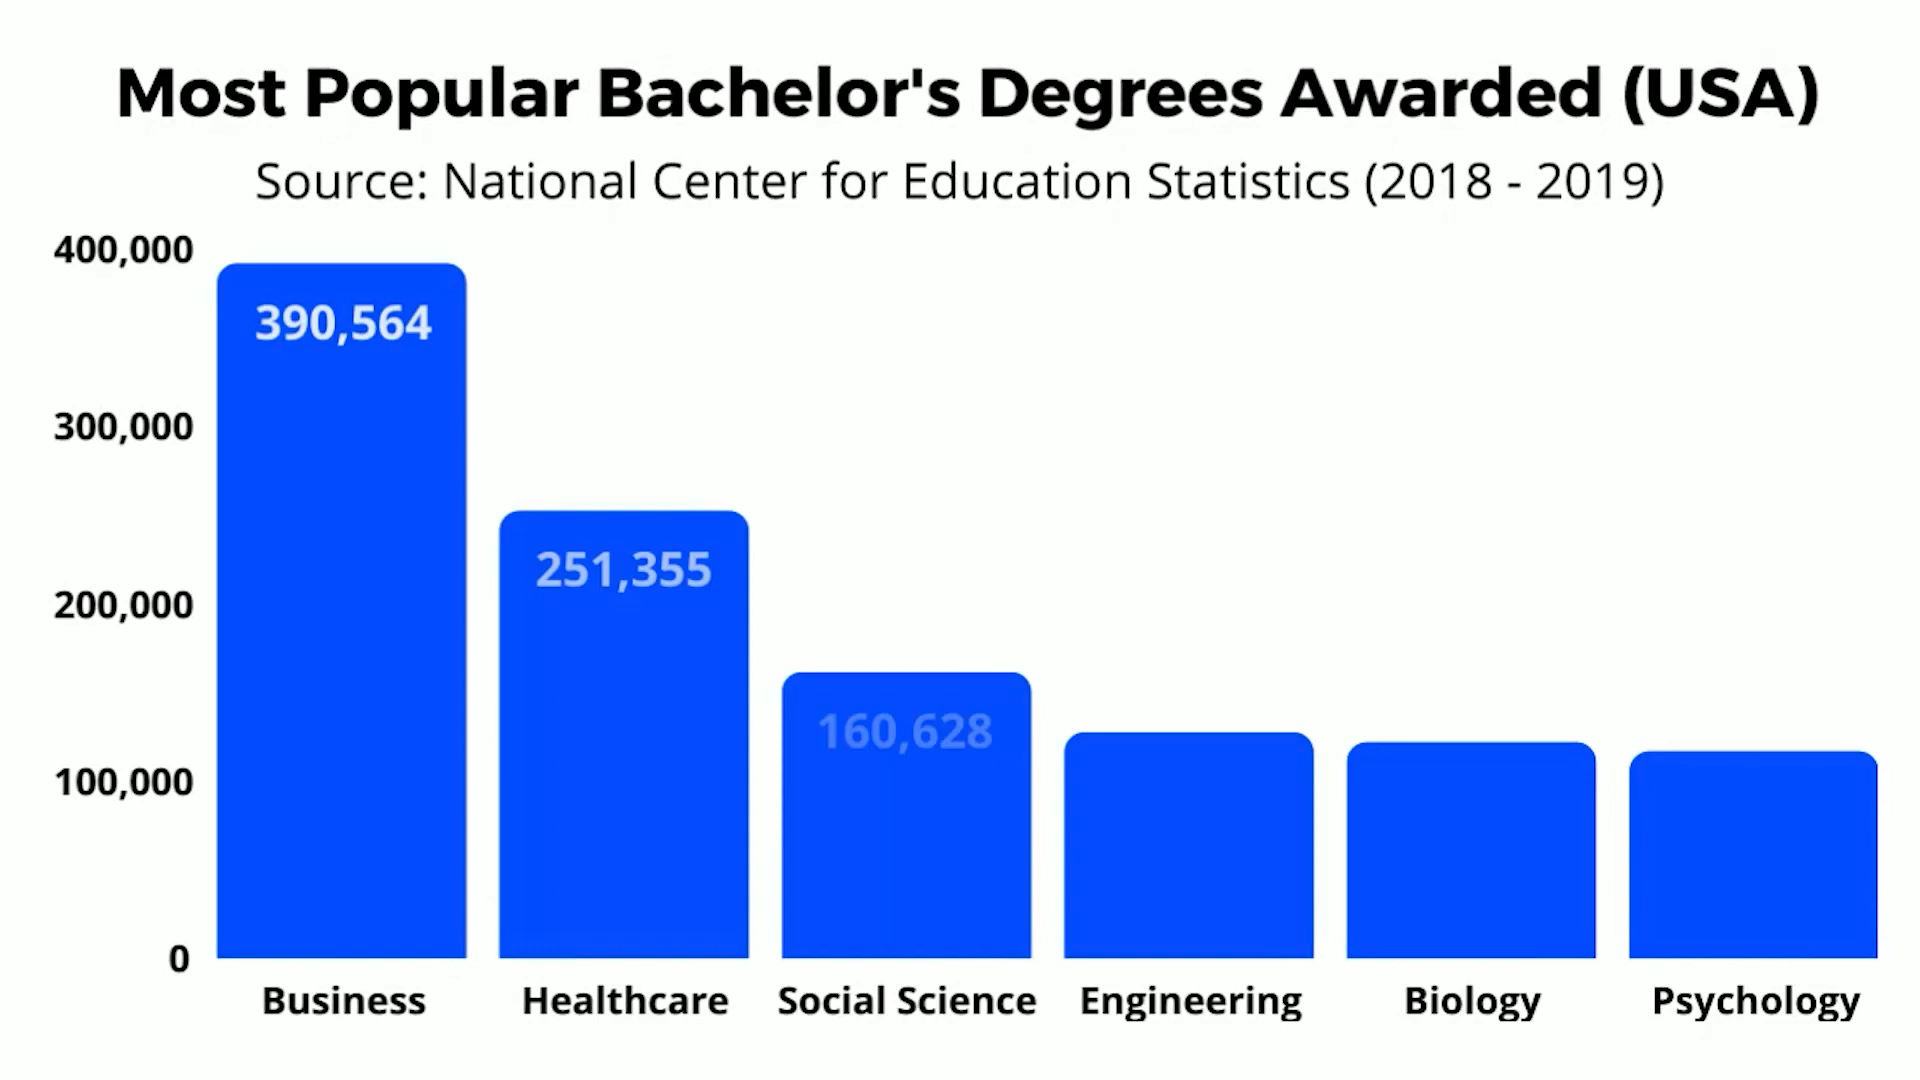 Most Popular Bachelor's Degrees Awarded (USA)
Source: National Center for Education Statistics (2018 - 2019)
400,000
390,564
300,000
251,355
200,000
160,628
100,000
0
Business
Healthcare
Social Science
Engineering
Biology
Psychology